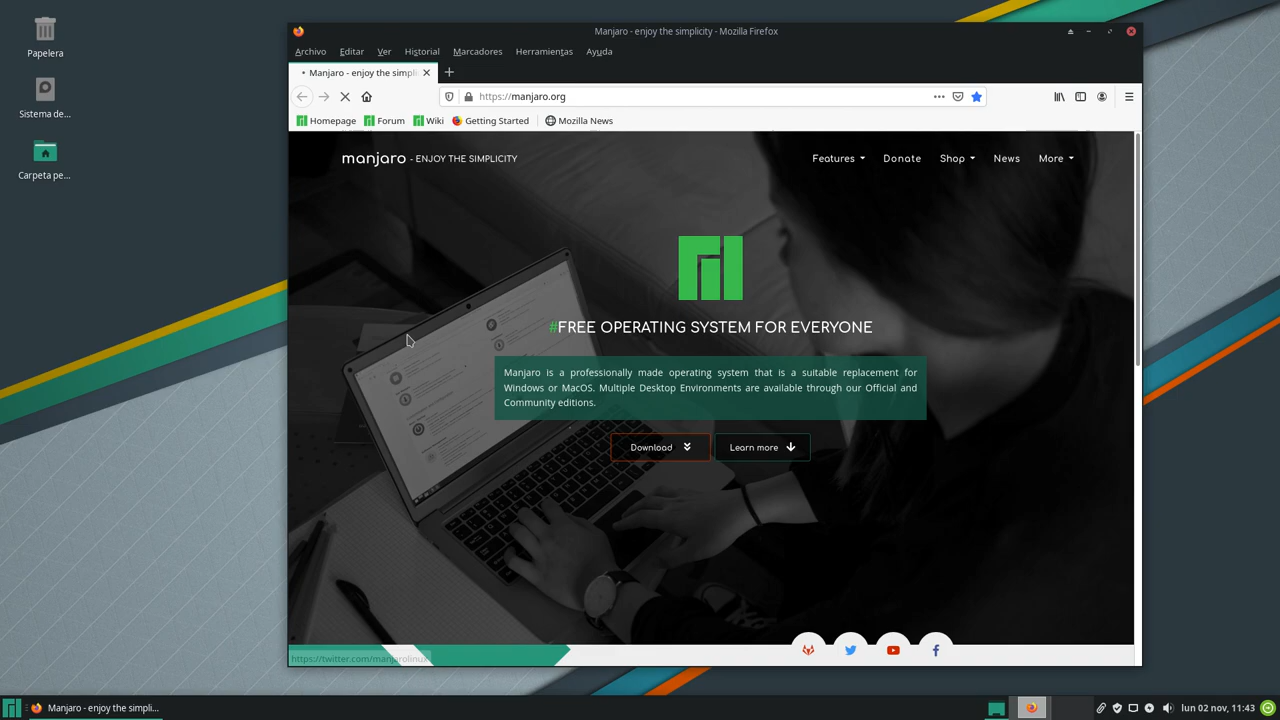 Papelera
Sistema de...
Carpeta pe...
Manjaro - enjoy the simplicity - Mozilla Firefox
Archivo Editar Ver Historial Marcadores Herramientas Ayuda
Manjaro - enjoy the simpli
https://manjaro.org
Homepage Forum Wiki Getting Started Mozilla News
manjaro - ENJOY THE SIMPLICITY
Features Donate Shop News More
#FREE OPERATING SYSTEM FOR EVERYONE
Manjaro is a professionally made operating system that is a suitable replacement for
Windows or MacOS. Multiple Desktop Environments are available through our Official and
Community editions.
Download Learn more
https://twitter.com/manjarolinux
Manjaro - enjoy the simpli...
lun 02 nov, 11:43